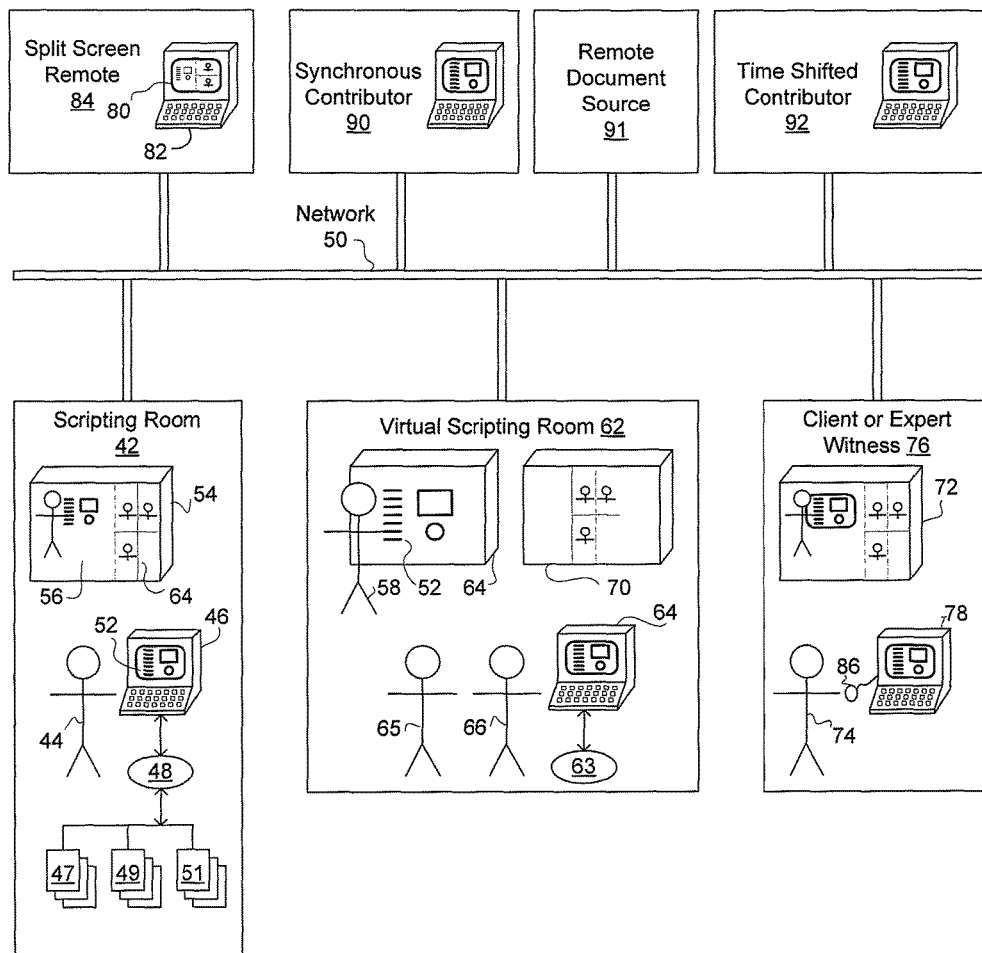 Split Screen
Remote
84
80
82
Synchronous
Contributor
90
Remote
Document
Source
91
Time Shifted
Contributor
92
Network
50
Scripting Room
42
54
56
64
52
46
44
48
47
49
51
Virtual Scripting Room 62
58
52
64
70
64
65
66
63
Client or Expert
Witness 76
72
78
86
74